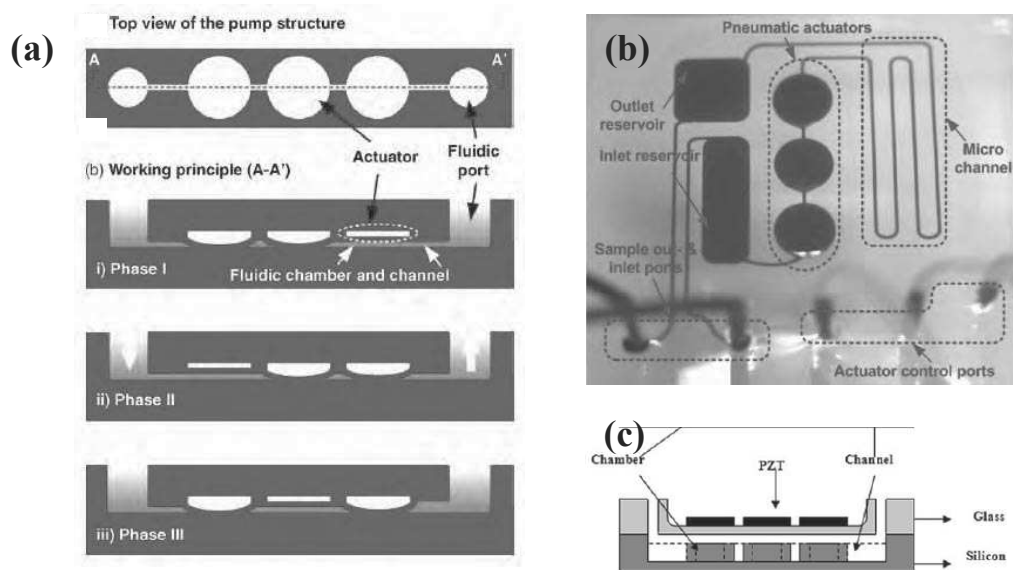 Top view of the pump structure
(a)
A
A'
Actuator
Fluidic
port
(b) Working principle (A-A')
Fluidic chamber and channel
i) Phase I
ii) Phase II
iii) Phase III
(b)
Pneumatic actuators
Outlet
reservoir
Inlet reservoir
Micro
channel
Sample out- &
inlet ports
Actuator control ports
(c)
Chamber
PZT
Channel
Glass
Silicon